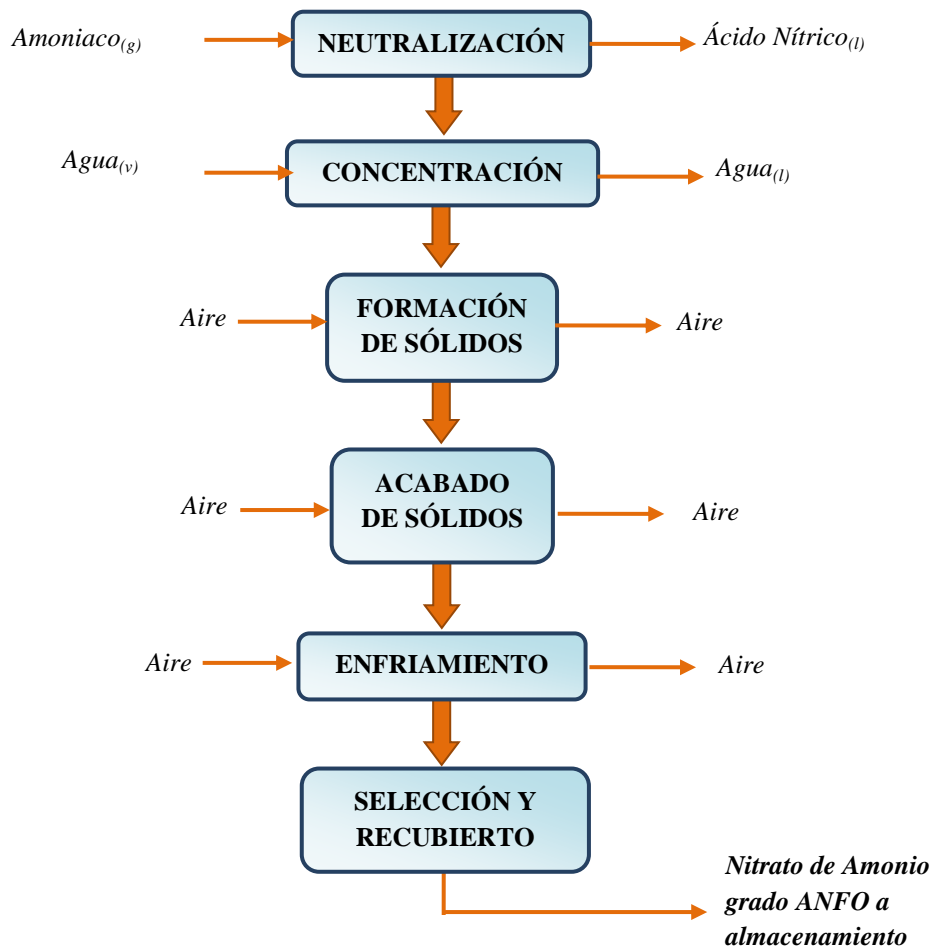 Amoniaco(g)
NEUTRALIZACIÓN
Ácido Nítrico(l)
Agua(v)
CONCENTRACIÓN
Agua(l)
Aire
FORMACIÓN
DE SÓLIDOS
Aire
Aire
ACABADO
DE SÓLIDOS
Aire
Aire
ENFRIAMIENTO
Aire
SELECCIÓN Y
RECUBIERTO
Nitrato de Amonio
grado ANFO a
almacenamiento